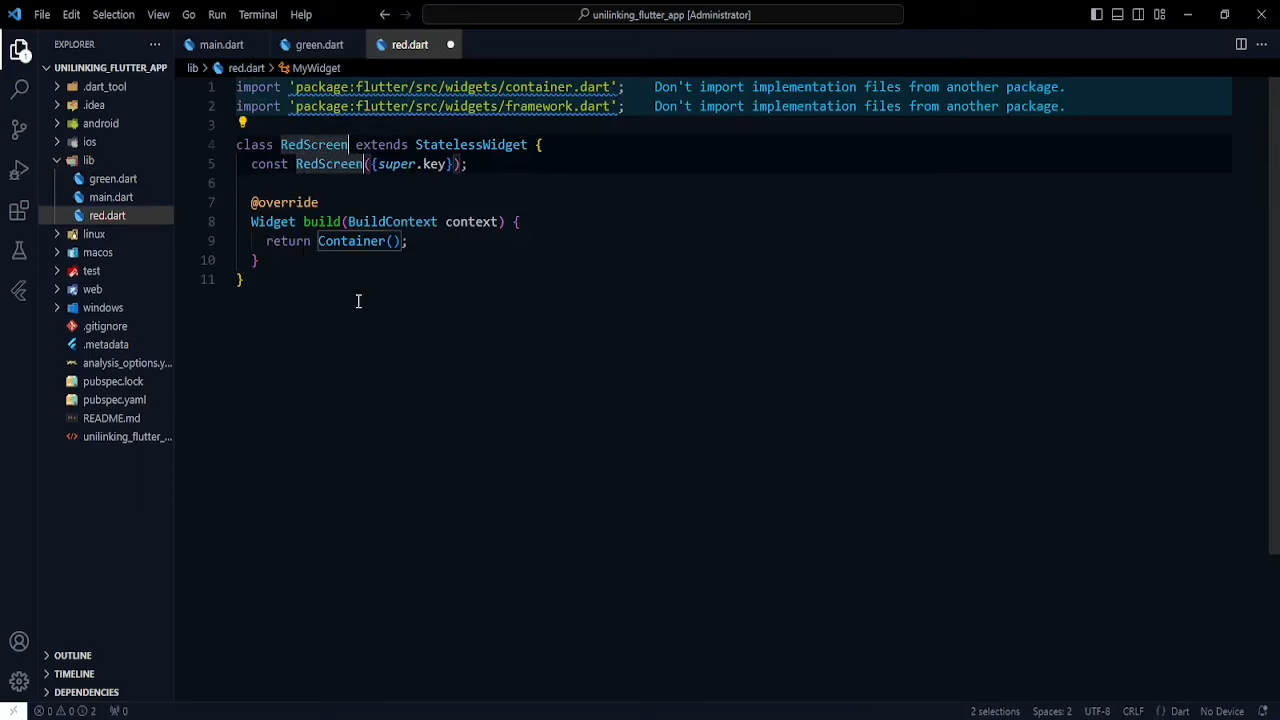 File Edit Selection View Go Run Terminal Help
unilinking_flutter_app [Administrator]
EXPLORER
UNILINKING_FLUTTER_APP
.dart_tool
.idea
android
ios
lib
green.dart
main.dart
red.dart
linux
macos
test
web
windows
.gitignore
.metadata
analysis_options.y...
pubspec.lock
pubspec.yaml
README.md
unilinking_flutter_...
OUTLINE
TIMELINE
DEPENDENCIES
main.dart green.dart red.dart
lib > red.dart > MyWidget
1 import 'package:flutter/src/widgets/container.dart'; Don't import implementation files from another package.
2 import 'package:flutter/src/widgets/framework.dart'; Don't import implementation files from another package.
3
4 class RedScreen extends StatelessWidget {
5 const RedScreen({super.key});
6
7 @override
8 Widget build(BuildContext context) {
9 return Container();
10 }
11 }
0 0 2 0 2 selections Spaces: 2 UTF-8 CRLF { } Dart No Device